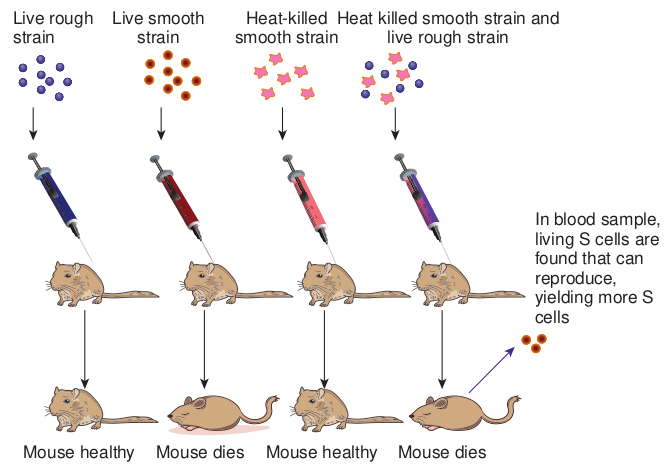 Live rough
strain
Live smooth
strain
Heat-killed
smooth strain
Heat killed smooth strain and
live rough strain
In blood sample,
living S cells are
found that can
reproduce,
yielding more S
cells
Mouse healthy
Mouse dies
Mouse healthy
Mouse dies